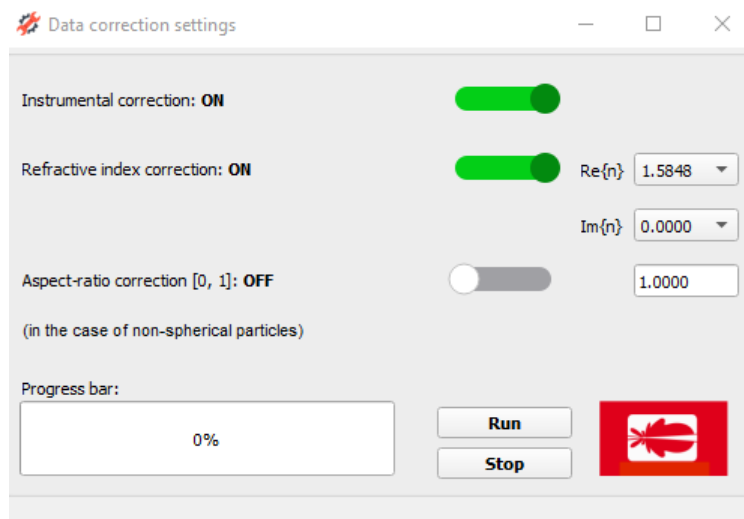 Data correction settings
Instrumental correction: ON
Refractive index correction: ON
Re{n} 1.5848
Im{n} 0.0000
Aspect-ratio correction [0, 1]: OFF
1.0000
(in the case of non-spherical particles)
Progress bar:
0%
Run
Stop